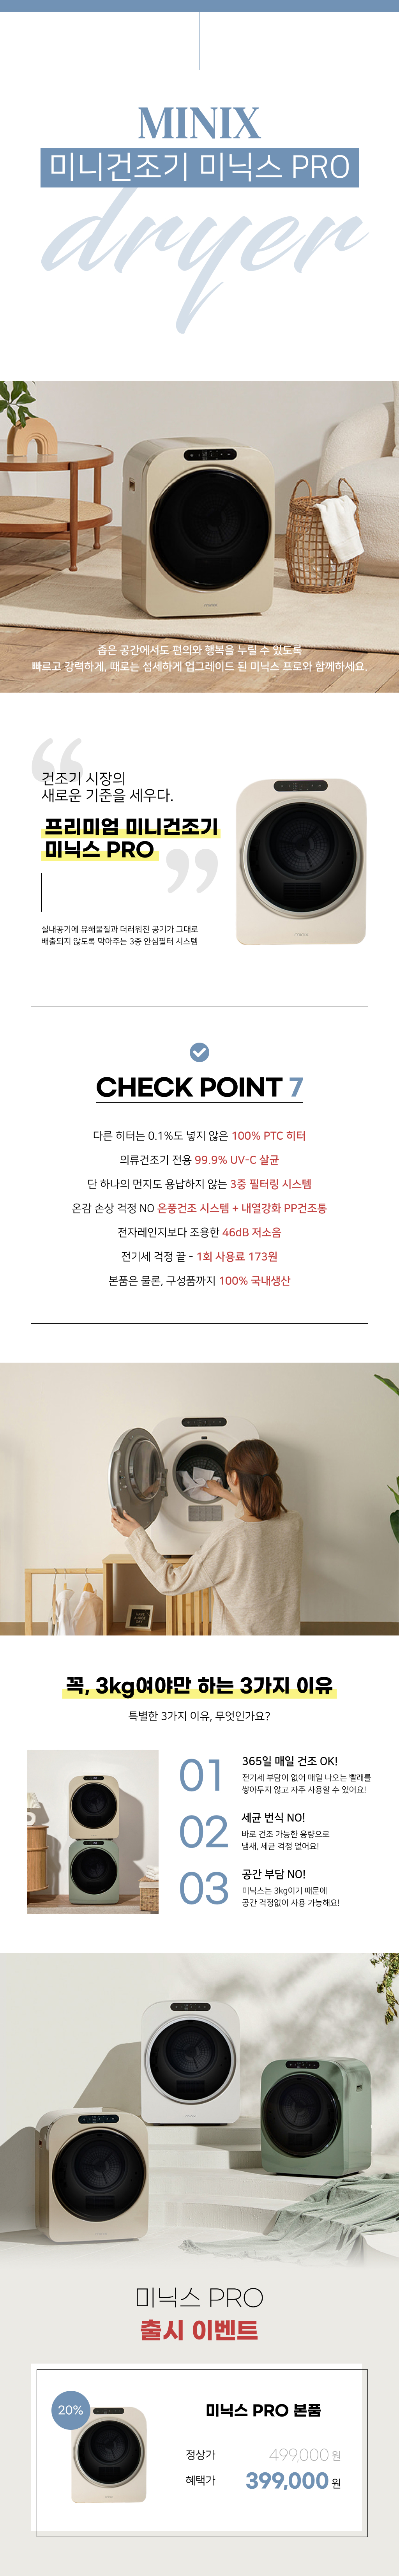 MINIX
미니건조기 미닉스 PRO
dryer
좁은 공간에서도 편의와 행복을 누릴 수 있도록
빠르고 강력하게, 때로는 섬세하게 업그레이드 된 미닉스 프로와 함께하세요.
“
건조기 시장의
새로운 기준을 세우다.
프리미엄 미니건조기
미닉스 PRO
”
실내공기에 유해물질과 더러워진 공기가 그대로
배출되지 않도록 막아주는 3중 안심필터 시스템
CHECK POINT 7
다른 히터는 0.1%도 넣지 않은 100% PTC 히터
의류건조기 전용 99.9% UV-C 살균
단 하나의 먼지도 용납하지 않는 3중 필터링 시스템
온감 손상 걱정 NO 온풍건조 시스템 + 내열강화 PP건조통
전자레인지보다 조용한 46dB 저소음
전기세 걱정 끝 - 1회 사용료 173원
본품은 물론, 구성품까지 100% 국내생산
꼭, 3kg여야만 하는 3가지 이유
특별한 3가지 이유, 무엇인가요?
01
365일 매일 건조 OK!
전기세 부담이 없어 매일 나오는 빨래를
쌓아두지 않고 자주 사용할 수 있어요!
02
세균 번식 NO!
바로 건조 가능한 용량으로
냄새, 세균 걱정 없어요!
03
공간 부담 NO!
미닉스는 3kg이기 때문에
공간 걱정없이 사용 가능해요!
미닉스 PRO
출시 이벤트
20%
미닉스 PRO 본품
정상가 499,000 원
혜택가 399,000 원